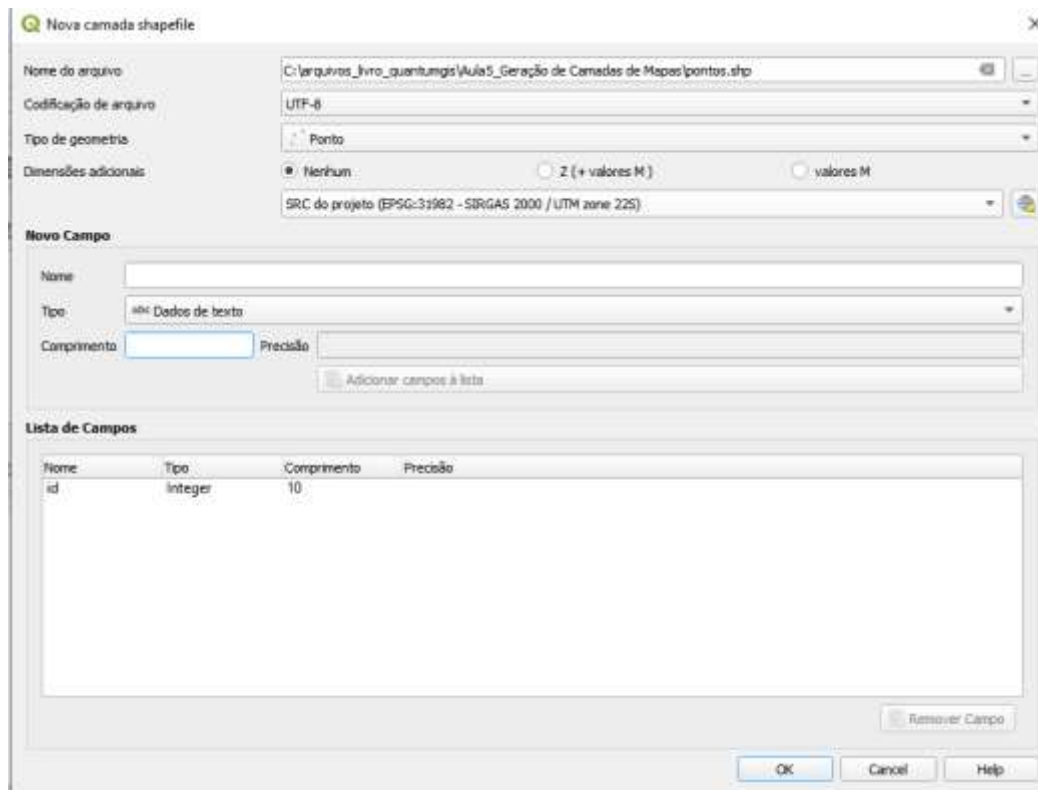 Nova camada shapefile
Nome do arquivo C:\arquivos_livro_quantumgis\Aula5_Geração de Camadas de Mapas\pontos.shp
Codificação de arquivo UTF-8
Tipo de geometria Ponto
Dimensões adicionais Nenhum Z (+ valores M) valores M
SRC do projeto (EPSG:31982 - SIRGAS 2000 / UTM zone 22S)
Novo Campo
Nome
Tipo abc Dados de texto
Comprimento Precisão
Adicionar campos à lista
Lista de Campos
Nome Tipo Comprimento Precisão
id Integer 10
Remover Campo
OK Cancel Help